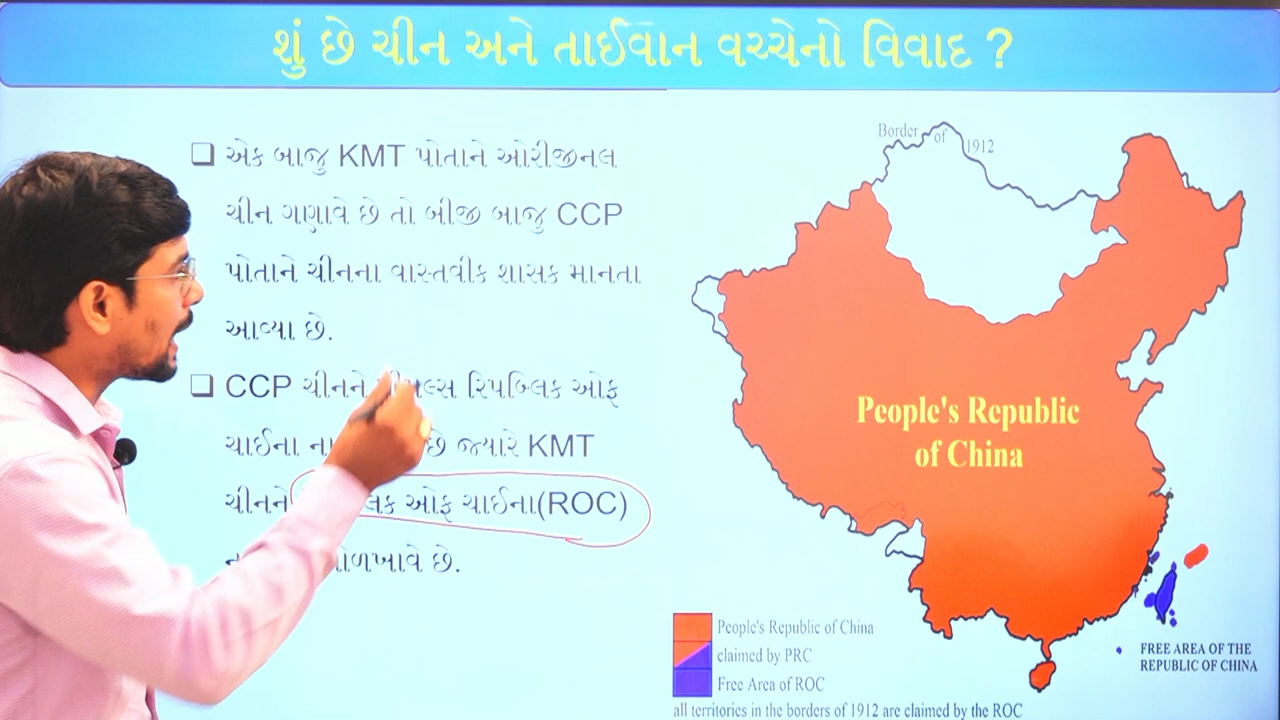 શું છે ચીન અને તાઈવાન વચ્ચેનો વિવાદ ?
એક બાજુ KMT પોતાને ઓરીજીનલ
ચીન ગણાવે છે તો બીજી બાજુ CCP
પોતાને ચીનના વાસ્તવીક શાસક માનતા
આવ્યા છે.
CCP ચીનને રિપબ્લિક ઓફ
ચાઈના છે જ્યારે KMT
ચીનને ઓફ ચાઈના(ROC)
છે.
Border of 1912
People's Republic
of China
People's Republic of China
claimed by PRC
Free Area of ROC
all territories in the borders of 1912 are claimed by the ROC
FREE AREA OF THE
REPUBLIC OF CHINA